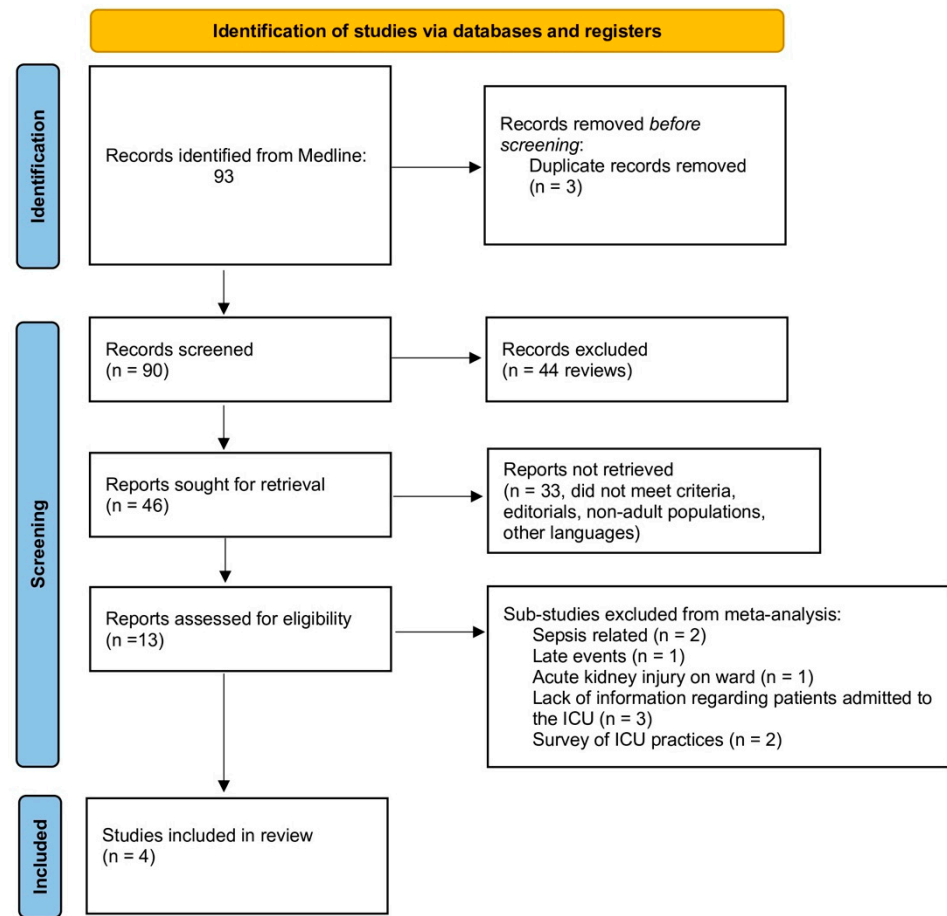 Identification of studies via databases and registers
Identification
Records identified from Medline:
93
Records removed before
screening:
Duplicate records removed
(n = 3)
Screening
Records screened
(n = 90)
Records excluded
(n = 44 reviews)
Reports sought for retrieval
(n = 46)
Reports not retrieved
(n = 33, did not meet criteria,
editorials, non-adult populations,
other languages)
Reports assessed for eligibility
(n =13)
Sub-studies excluded from meta-analysis:
Sepsis related (n = 2)
Late events (n = 1)
Acute kidney injury on ward (n = 1)
Lack of information regarding patients admitted to
the ICU (n = 3)
Survey of ICU practices (n = 2)
Included
Studies included in review
(n = 4)